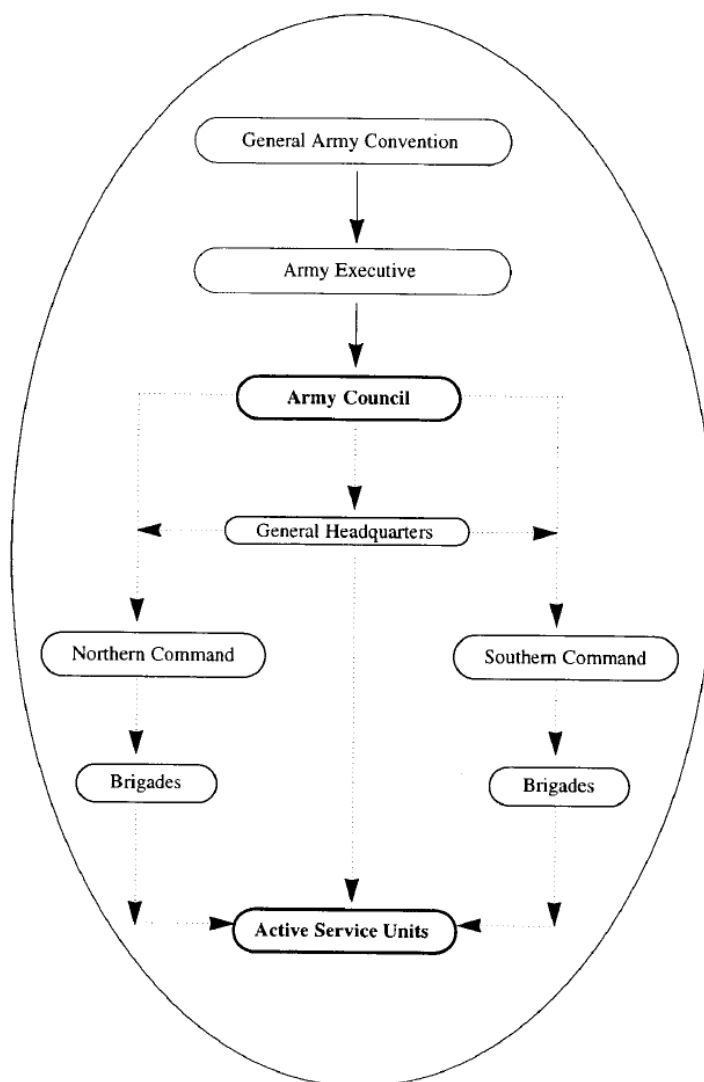 General Army Convention
Army Executive
Army Council
General Headquarters
Northern Command
Southern Command
Brigades
Brigades
Active Service Units